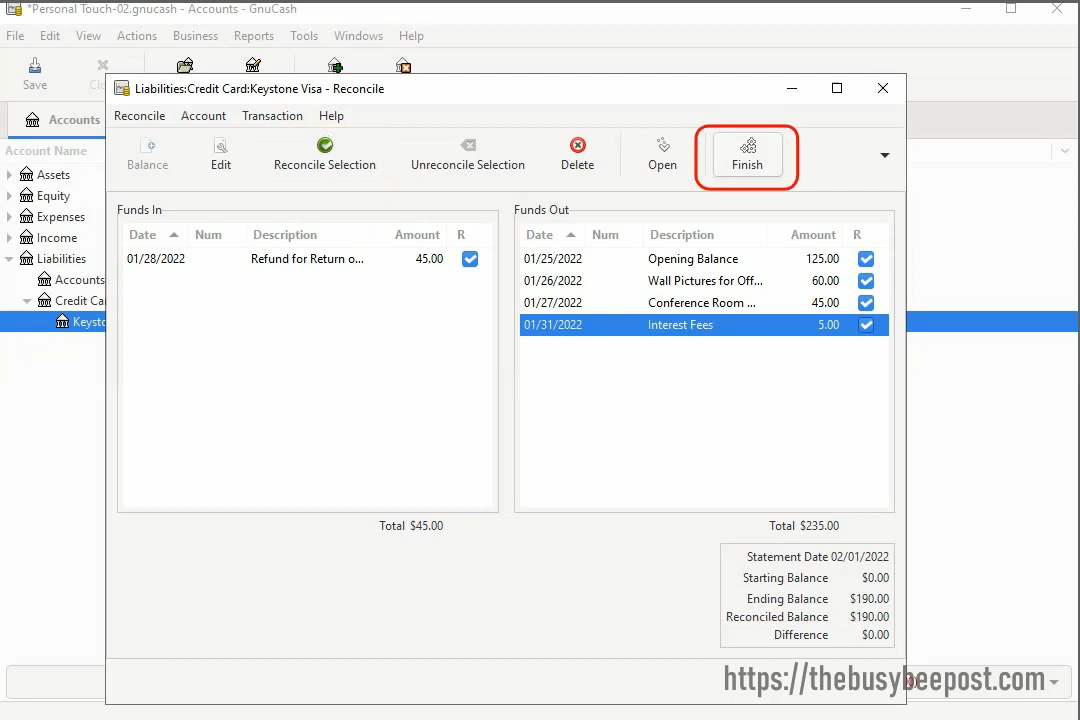 *Personal Touch-02.gnucash - Accounts - GnuCash
File Edit View Actions Business Reports Tools Windows Help
Save
Accounts
Account Name
Assets
Equity
Expenses
Income
Liabilities
Accounts
Credit
Liabilities:Credit Card:Keystone Visa - Reconcile
Reconcile Account Transaction Help
Balance Edit Reconcile Selection Unreconcile Selection Delete Open Finish
Funds In
Date Num Description Amount R
01/28/2022 Refund for Return o... 45.00
Total $45.00
Funds Out
Date Num Description Amount R
01/25/2022 Opening Balance 125.00
01/26/2022 Wall Pictures for Off... 60.00
01/27/2022 Conference Room ... 45.00
01/31/2022 Interest Fees 5.00
Total $235.00
Statement Date 02/01/2022
Starting Balance $0.00
Ending Balance $190.00
Reconciled Balance $190.00
Difference $0.00
https://thebusybeepost.com